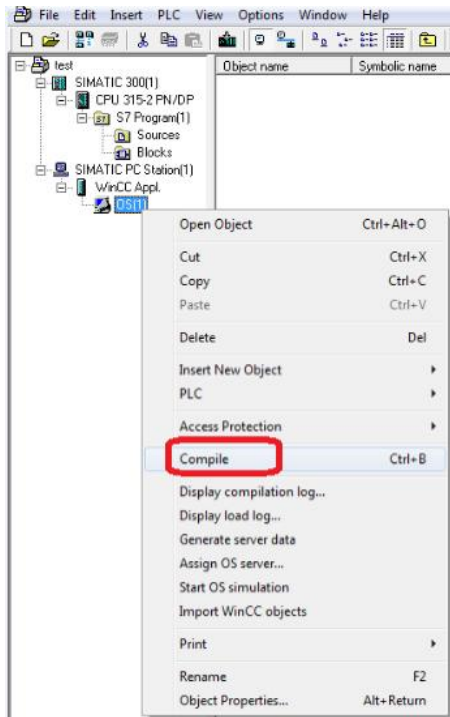 File Edit Insert PLC View Options Window Help
Object name Symbolic name
test
SIMATIC 300(1)
CPU 315-2 PN/DP
S7 Program(1)
Sources
Blocks
SIMATIC PC Station(1)
WinCC Appl.
OS(1)
Open Object Ctrl+Alt+O
Cut Ctrl+X
Copy Ctrl+C
Paste Ctrl+V
Delete Del
Insert New Object
PLC
Access Protection
Compile Ctrl+B
Display compilation log...
Display load log...
Generate server data
Assign OS server...
Start OS simulation
Import WinCC objects
Print
Rename F2
Object Properties... Alt+Return